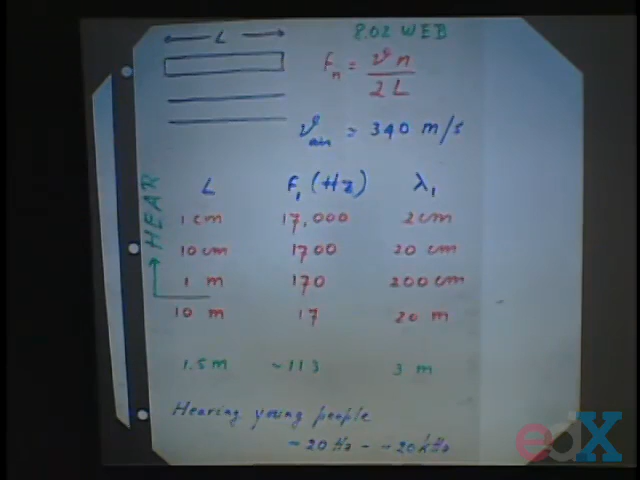 L
8.02 WEB
Fn = vn / 2L
vair = 340 m/s
HEAR
L F1 (Hz) λ1
1 cm 17,000 2cm
10 cm 1700 20 cm
1 m 170 200 cm
10 m 17 20 m
1.5 m ~113 3 m
Hearing young people
~20 Hz - ~20 kHz
edX